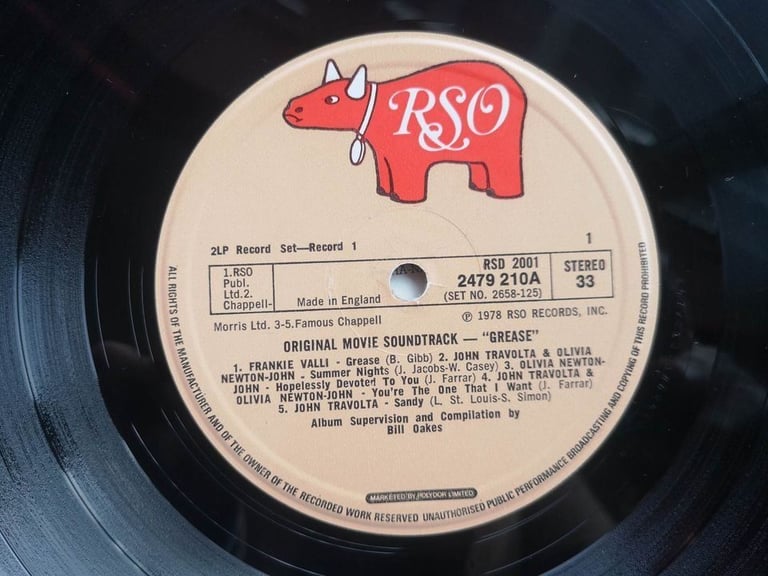 RSO
2LP Record Set—Record 1
1
1.RSO
Publ.
Ltd.2.
Chappell-
Made in England
RSD 2001
2479 210A
(SET NO. 2658-125)
STEREO
33
Morris Ltd. 3-5.Famous Chappell
℗ 1978 RSO RECORDS, INC.
ORIGINAL MOVIE SOUNDTRACK — "GREASE"
1. FRANKIE VALLI - Grease (B. Gibb) 2. JOHN TRAVOLTA & OLIVIA
NEWTON-JOHN - Summer Nights (J. Jacobs-W. Casey) 3. OLIVIA NEWTON-
JOHN - Hopelessly Devoted To You (J. Farrar) 4. JOHN TRAVOLTA &
OLIVIA NEWTON-JOHN - You're The One That I Want (J. Farrar)
5. JOHN TRAVOLTA - Sandy (L. St. Louis-S. Simon)
Album Supervision and Compilation by
Bill Oakes
MARKETED BY POLYDOR LIMITED
ALL RIGHTS OF THE MANUFACTURER AND OF THE OWNER OF THE RECORDED WORK RESERVED UNAUTHORISED PUBLIC PERFORMANCE BROADCASTING AND COPYING OF THIS RECORD PROHIBITED